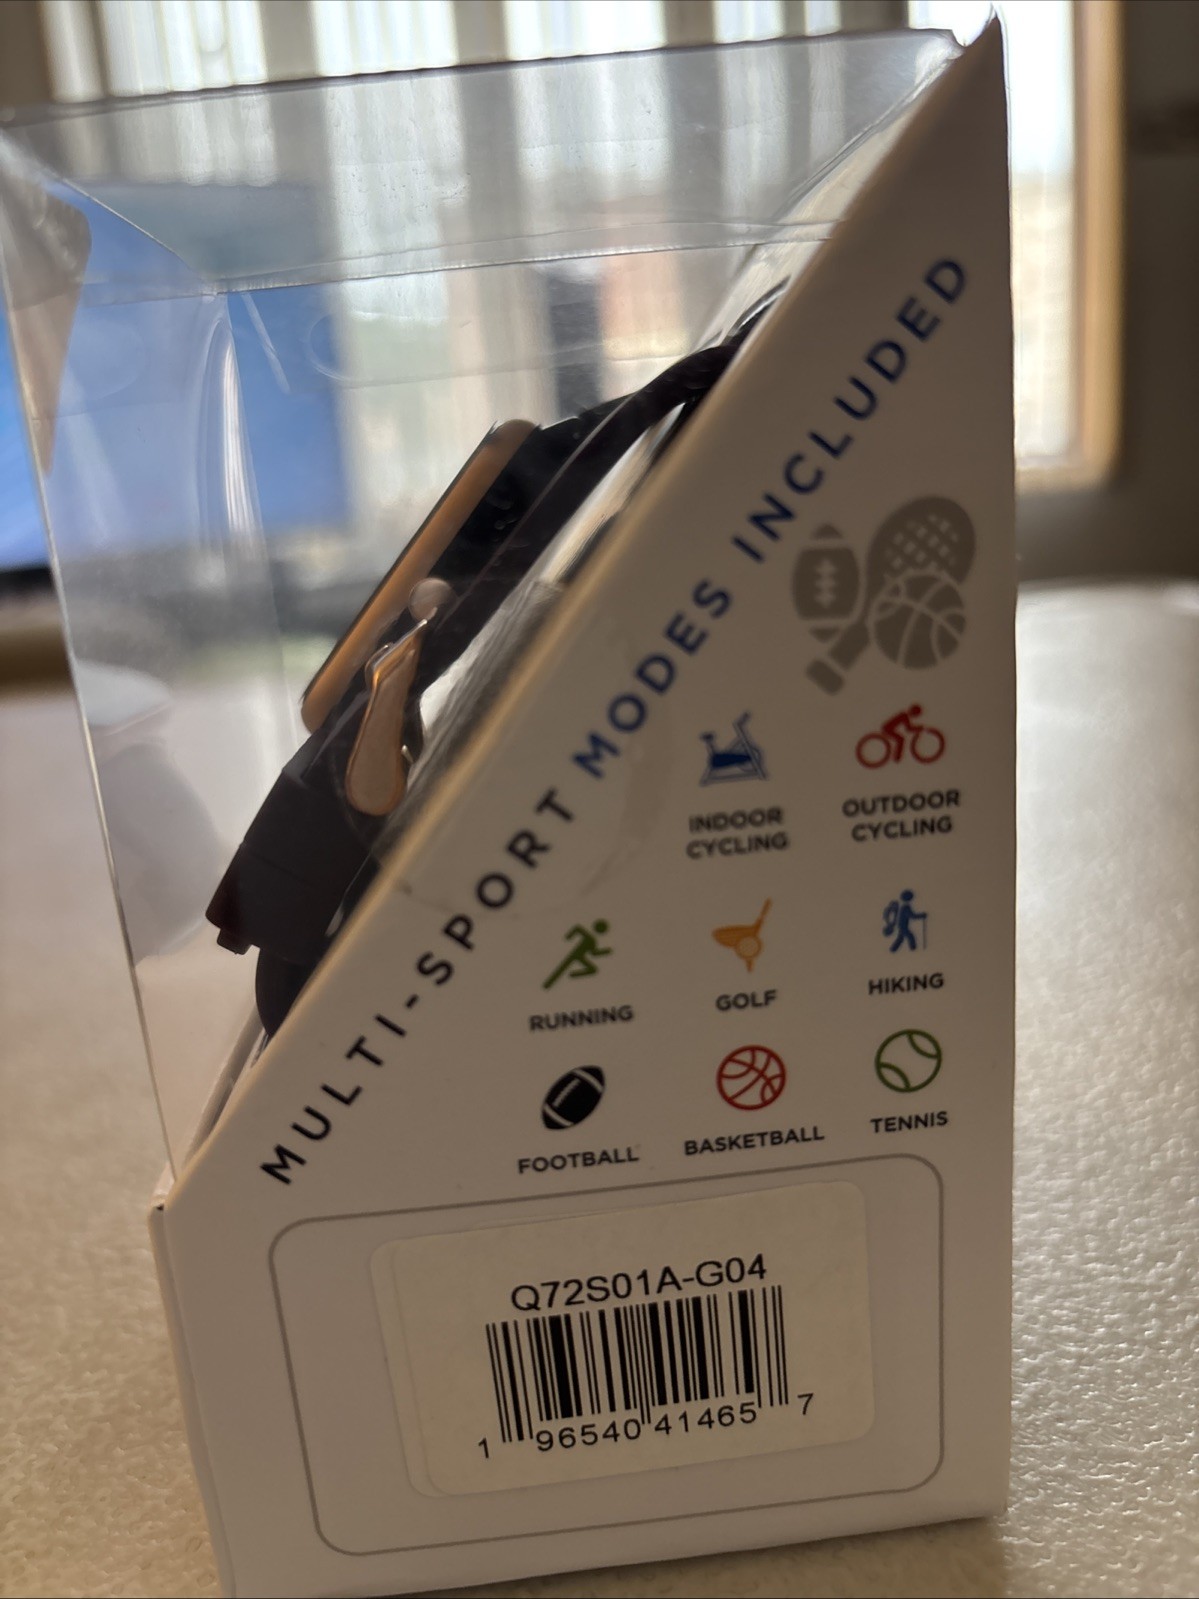 MULTI-SPORT MODES INCLUDED
INDOOR
CYCLING
OUTDOOR
CYCLING
RUNNING
GOLF
HIKING
FOOTBALL
BASKETBALL
TENNIS
Q72S01A-G04
1 96540 41465 7